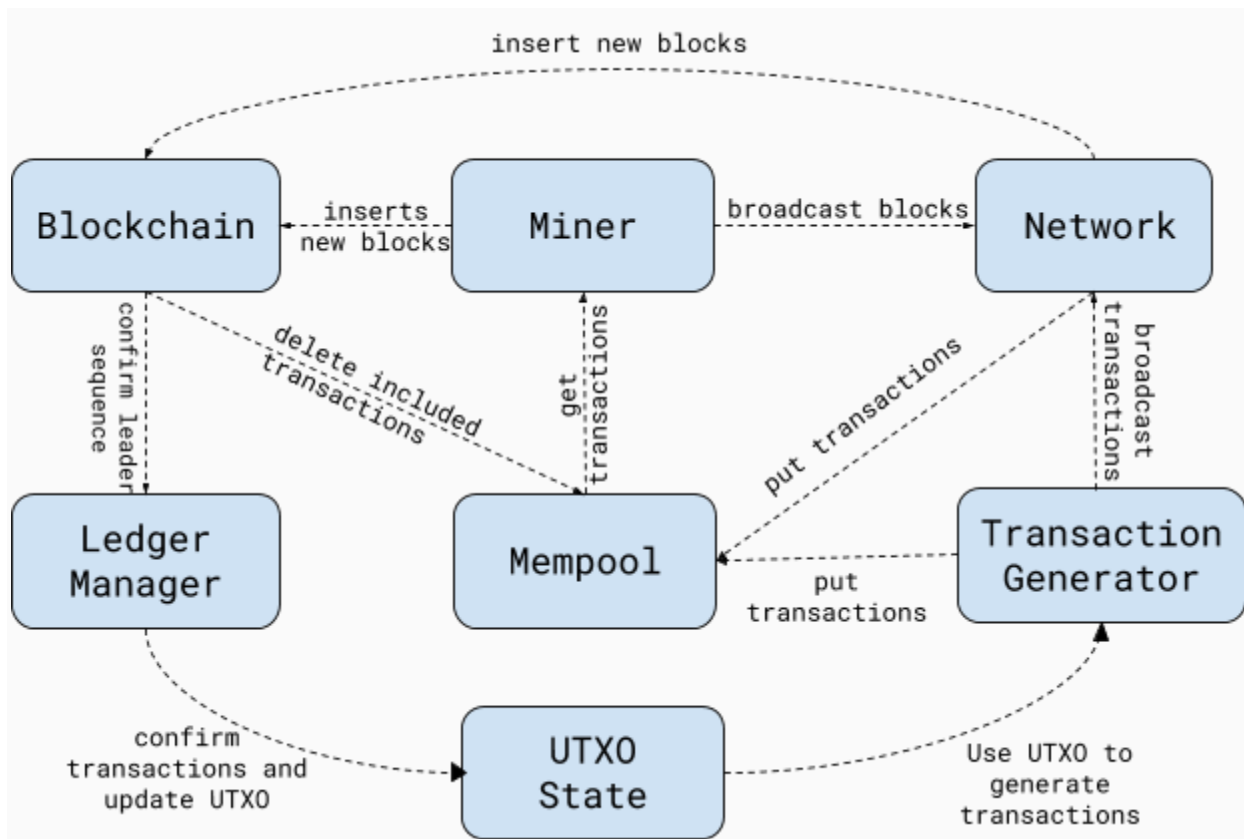 insert new blocks
Blockchain
inserts
new blocks
Miner
broadcast blocks
Network
confirm leader
sequence
delete included
transactions
get
transactions
put transactions
broadcast
transactions
Ledger
Manager
Mempool
put
transactions
Transaction
Generator
confirm
transactions and
update UTXO
UTXO
State
Use UTXO to
generate
transactions